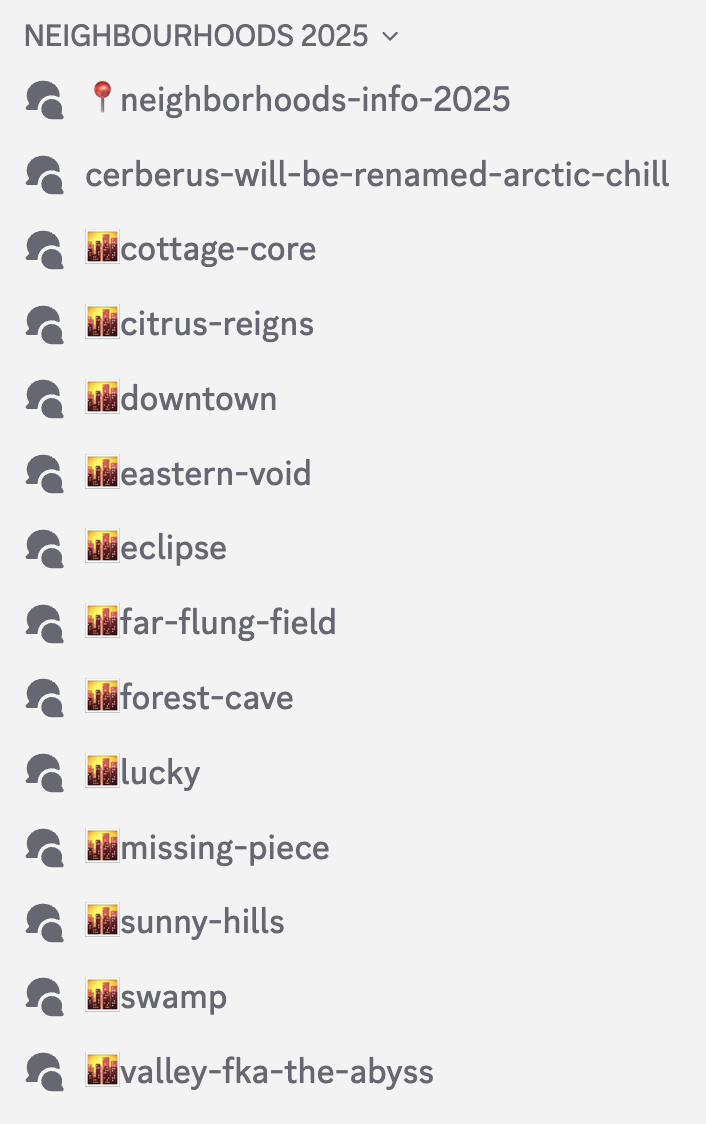 NEIGHBOURHOODS 2025
📍neighborhoods-info-2025
cerberus-will-be-renamed-arctic-chill
🌇cottage-core
🌇citrus-reigns
🌇downtown
🌇eastern-void
🌇eclipse
🌇far-flung-field
🌇forest-cave
🌇lucky
🌇missing-piece
🌇sunny-hills
🌇swamp
🌇valley-fka-the-abyss